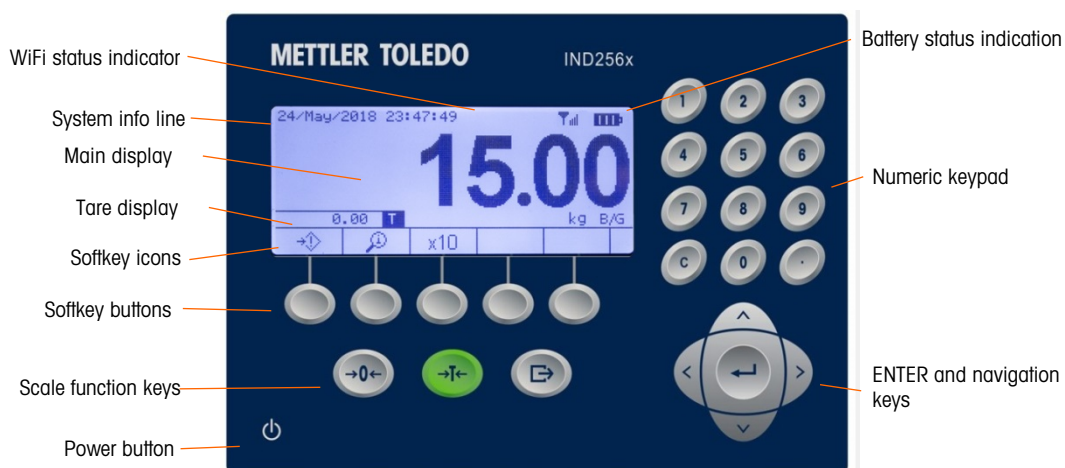 WiFi status indicator
System info line
Main display
Tare display
Softkey icons
Softkey buttons
Scale function keys
Power button
METTLER TOLEDO
IND256x
24/May/2018 23:47:49
15.00
0.00 T
kg B/G
x10
→0←
→T←
1 2 3
4 5 6
7 8 9
C 0 .
Battery status indication
Numeric keypad
ENTER and navigation
keys